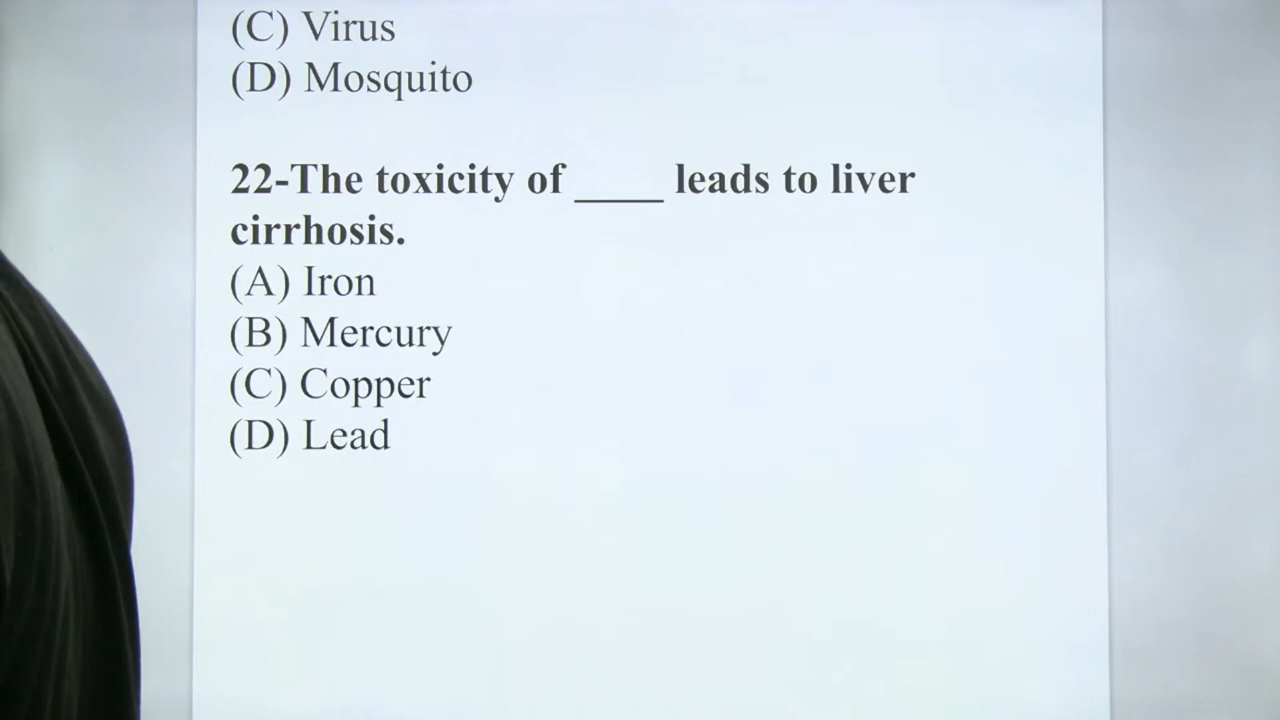 (C) Virus
(D) Mosquito
22-The toxicity of ____ leads to liver
cirrhosis.
(A) Iron
(B) Mercury
(C) Copper
(D) Lead